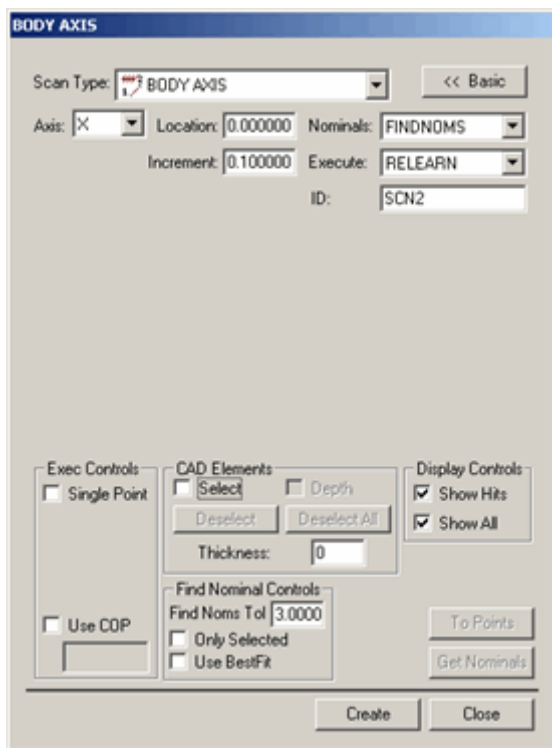 BODY AXIS
Scan Type: BODY AXIS << Basic
Axis: X Location: 0.000000 Nominals: FINDNOMS
Increment: 0.100000 Execute: RELEARN
ID: SCN2
Exec Controls CAD Elements Display Controls
Single Point Select Depth Show Hits
Deselect Deselect All Show All
Thickness: 0
Find Nominal Controls
Find Noms Tol 3.0000
Use COP Only Selected To Points
Use BestFit Get Nominals
Create Close